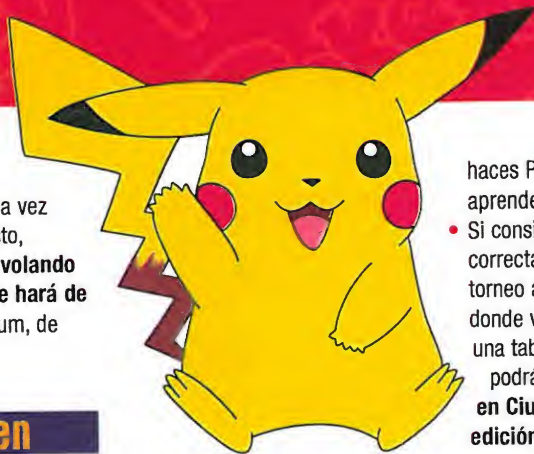 a vez
to,
volando
e hará de
um, de
en
haces P
aprende
• Si consi
correcta
torneo a
donde v
una tab
podrá
en Ciu
edición